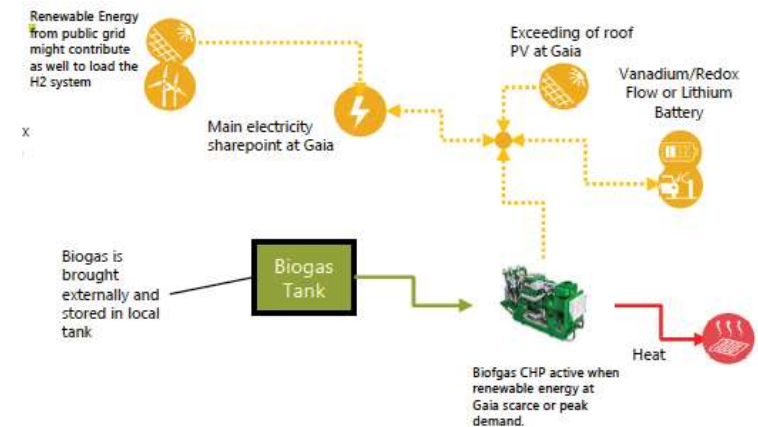 Renewable Energy
from public grid
might contribute
as well to load the
H2 system
Exceeding of roof
PV at Gaia
Vanadium/Redox
Flow or Lithium
Battery
Main electricity
sharepoint at Gaia
x
Biogas is
brought
externally and
stored in local
tank
Biogas
Tank
Heat
Biofgas CHP active when
renewable energy at
Gaia scarce or peak
demand.